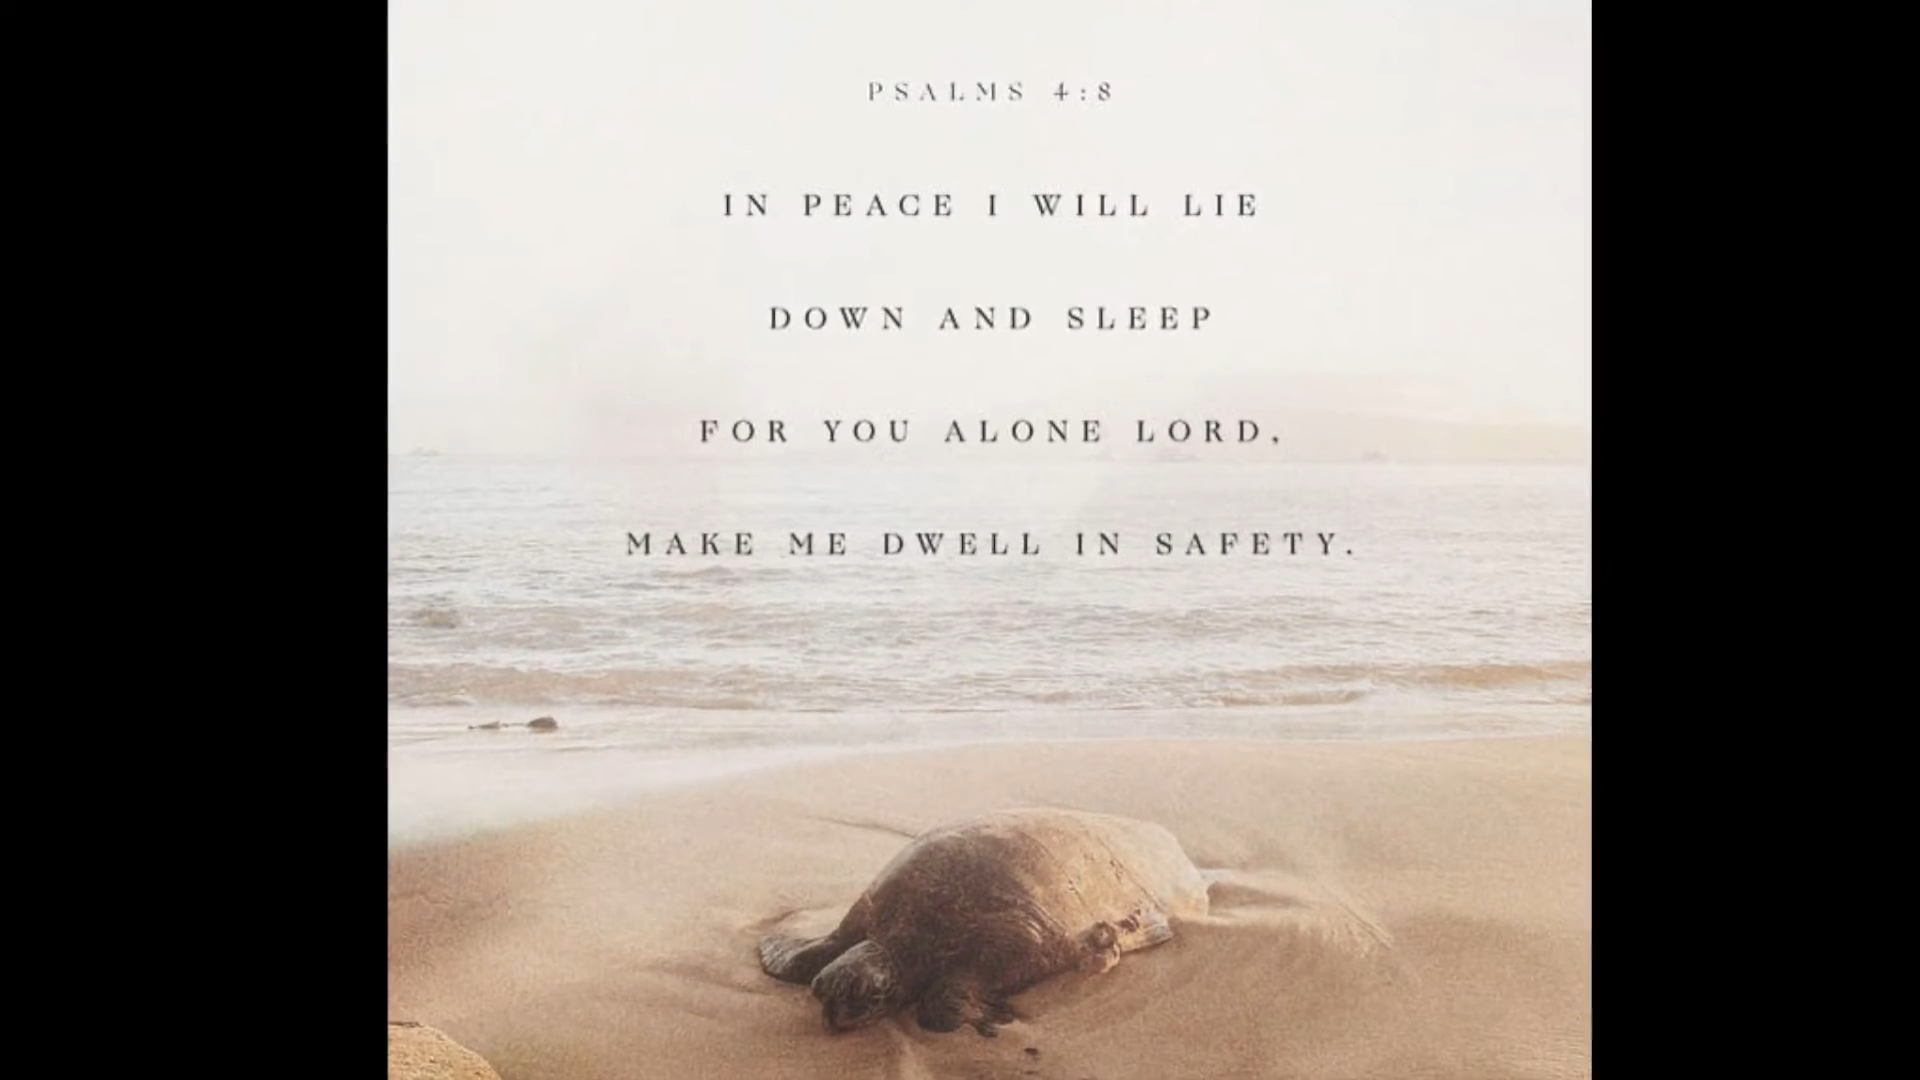 PSALMS 4:8
IN PEACE I WILL LIE
DOWN AND SLEEP
FOR YOU ALONE LORD,
MAKE ME DWELL IN SAFETY.